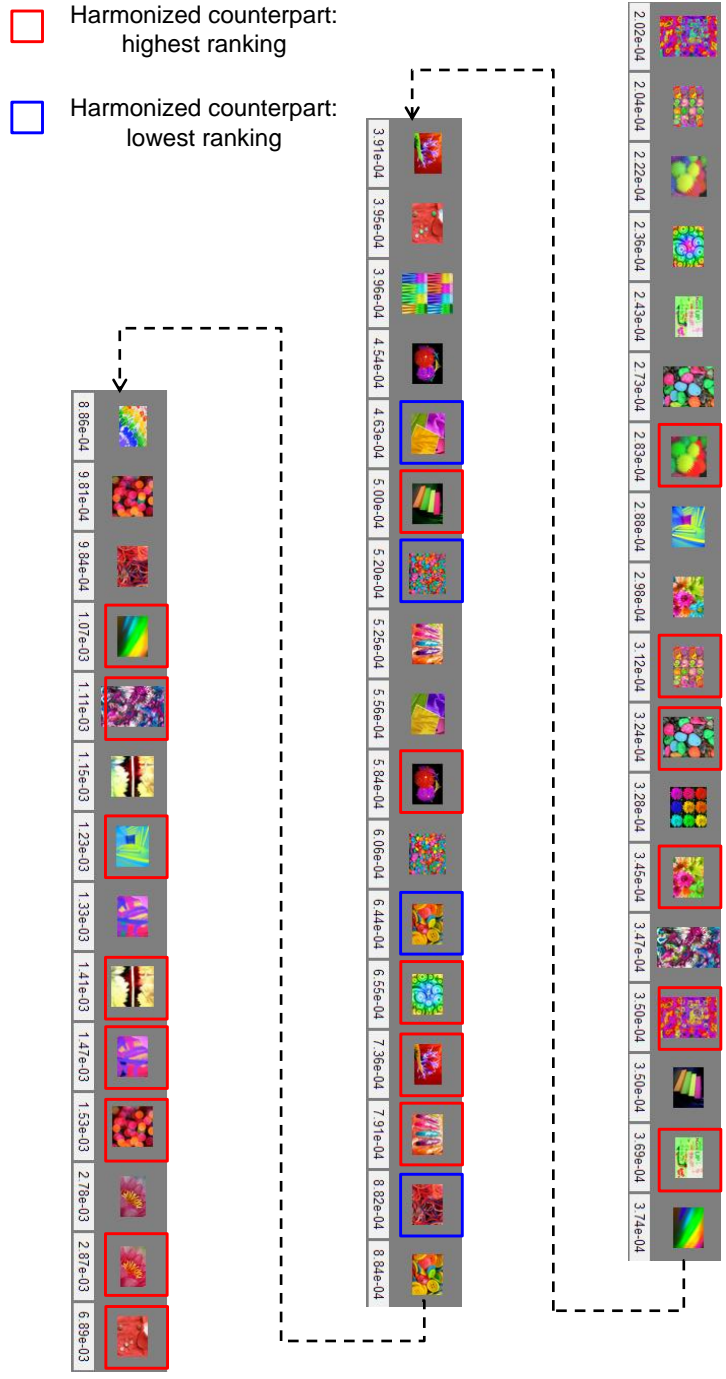 Harmonized counterpart:
highest ranking
Harmonized counterpart:
lowest ranking
2.02e-04
2.04e-04
2.22e-04
2.36e-04
2.43e-04
2.73e-04
2.83e-04
2.88e-04
2.98e-04
3.12e-04
3.24e-04
3.28e-04
3.45e-04
3.47e-04
3.50e-04
3.50e-04
3.69e-04
3.74e-04
3.91e-04
3.95e-04
3.96e-04
4.54e-04
4.63e-04
5.00e-04
5.20e-04
5.25e-04
5.56e-04
5.84e-04
6.06e-04
6.44e-04
6.55e-04
7.36e-04
7.91e-04
8.82e-04
8.84e-04
8.86e-04
9.81e-04
9.84e-04
1.07e-03
1.11e-03
1.15e-03
1.23e-03
1.33e-03
1.41e-03
1.47e-03
1.53e-03
2.78e-03
2.87e-03
6.89e-03